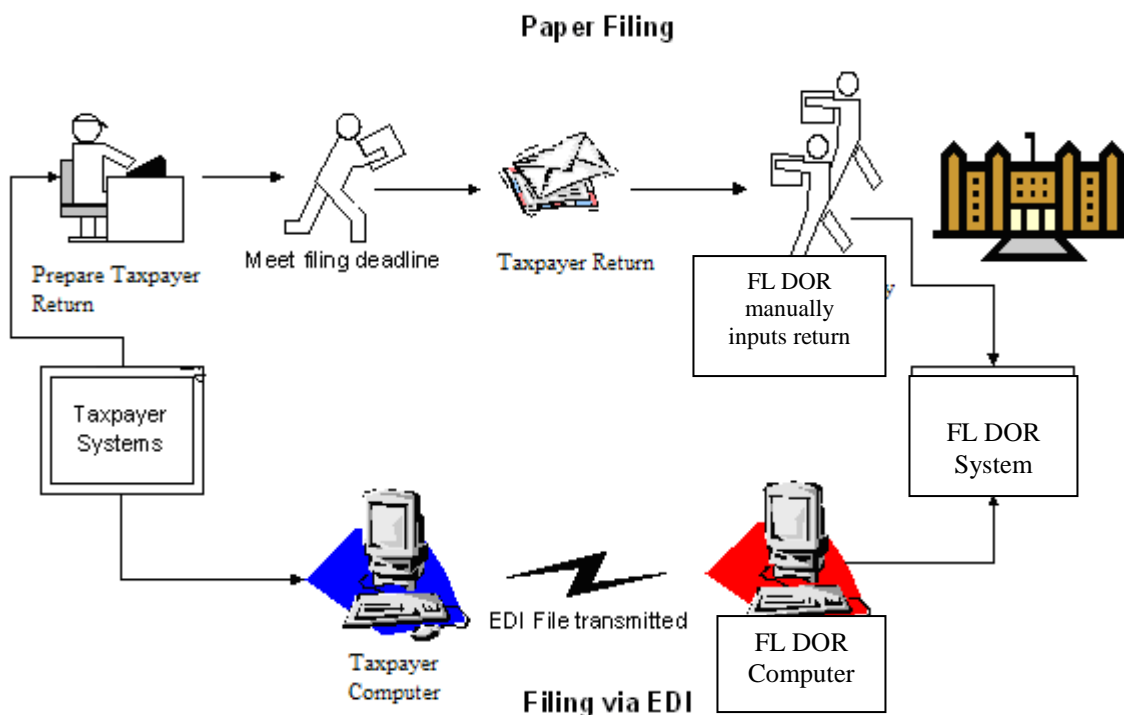 Paper Filing
Prepare Taxpayer
Return
Meet filing deadline
Taxpayer Return
FL DOR
manually
inputs return
Taxpayer
Systems
FL DOR
System
EDI File transmitted
Taxpayer
Computer
FL DOR
Computer
Filing via EDI